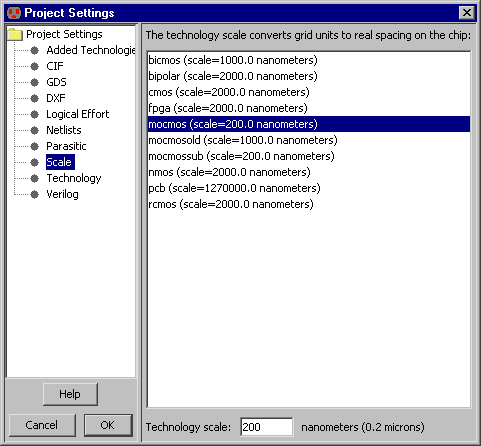 Project Settings
Project Settings
Added Technologie
CIF
GDS
DXF
Logical Effort
Netlists
Parasitic
Scale
Technology
Verilog
Help
Cancel
OK
The technology scale converts grid units to real spacing on the chip:
bicmos (scale=1000.0 nanometers)
bipolar (scale=2000.0 nanometers)
cmos (scale=2000.0 nanometers)
fpga (scale=2000.0 nanometers)
mocmos (scale=200.0 nanometers)
mocmosold (scale=1000.0 nanometers)
mocmossub (scale=200.0 nanometers)
nmos (scale=2000.0 nanometers)
pcb (scale=1270000.0 nanometers)
rcmos (scale=2000.0 nanometers)
Technology scale: 200 nanometers (0.2 microns)